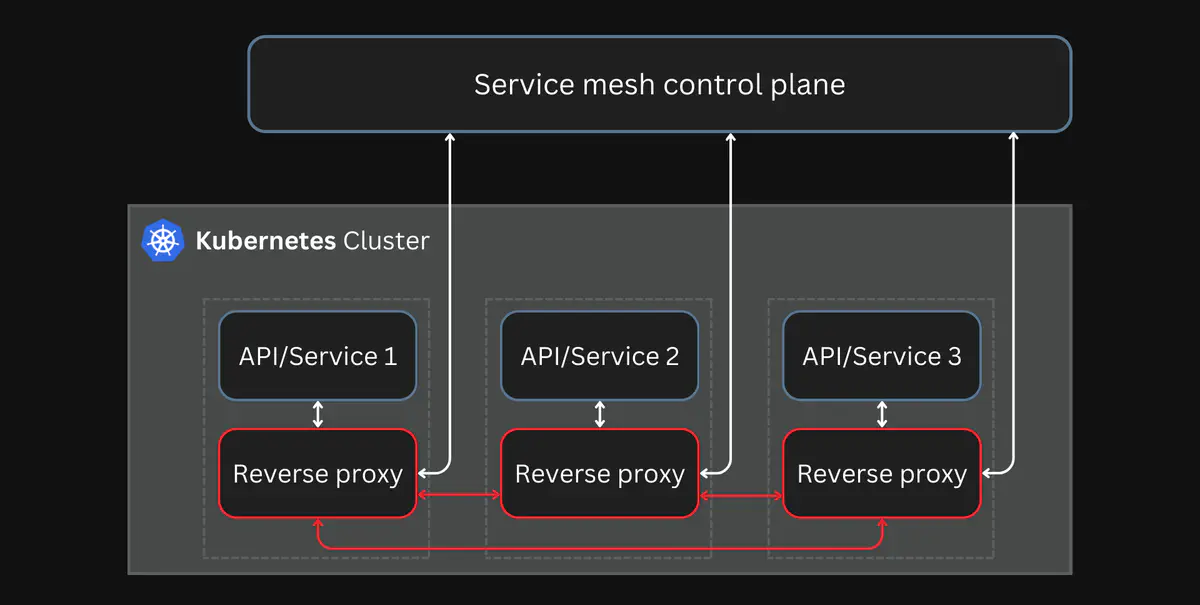 Service mesh control plane
Kubernetes Cluster
API/Service 1
API/Service 2
API/Service 3
Reverse proxy
Reverse proxy
Reverse proxy